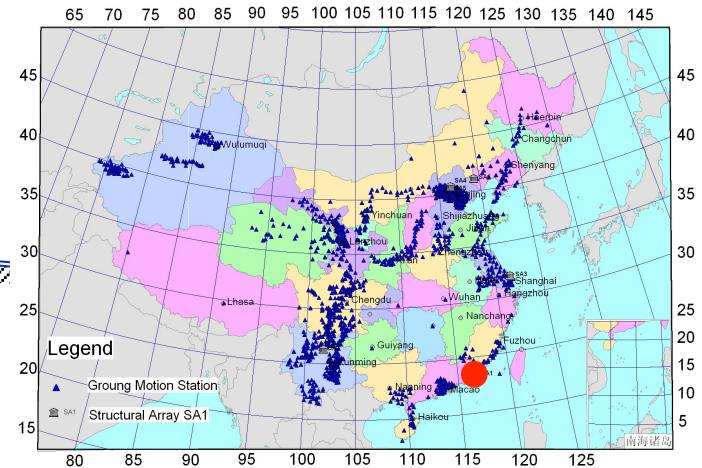 65 70 75 80 85 90 95 100 105 110 115 120 125 130 135 140 145
45 45
40 40
35 35
30 30
25 25
20 20
15
15 10
5
80 85 90 95 100 105 110 115 120 125
Haerbin
Changchun
Shenyang
Wulumuqi
SA4
Yinchuan
Shijiazhuang
Jinan
Lanzhou
Zhengzhou
SA3
Shanghai
Hangzhou
Lhasa
Chengdu
Wuhan
Nanchang
Fuzhou
Guiyang
Kunming
Nanning
Macao
Haikou
Legend
Groung Motion Station
SA1 Structural Array SA1
南海诸岛